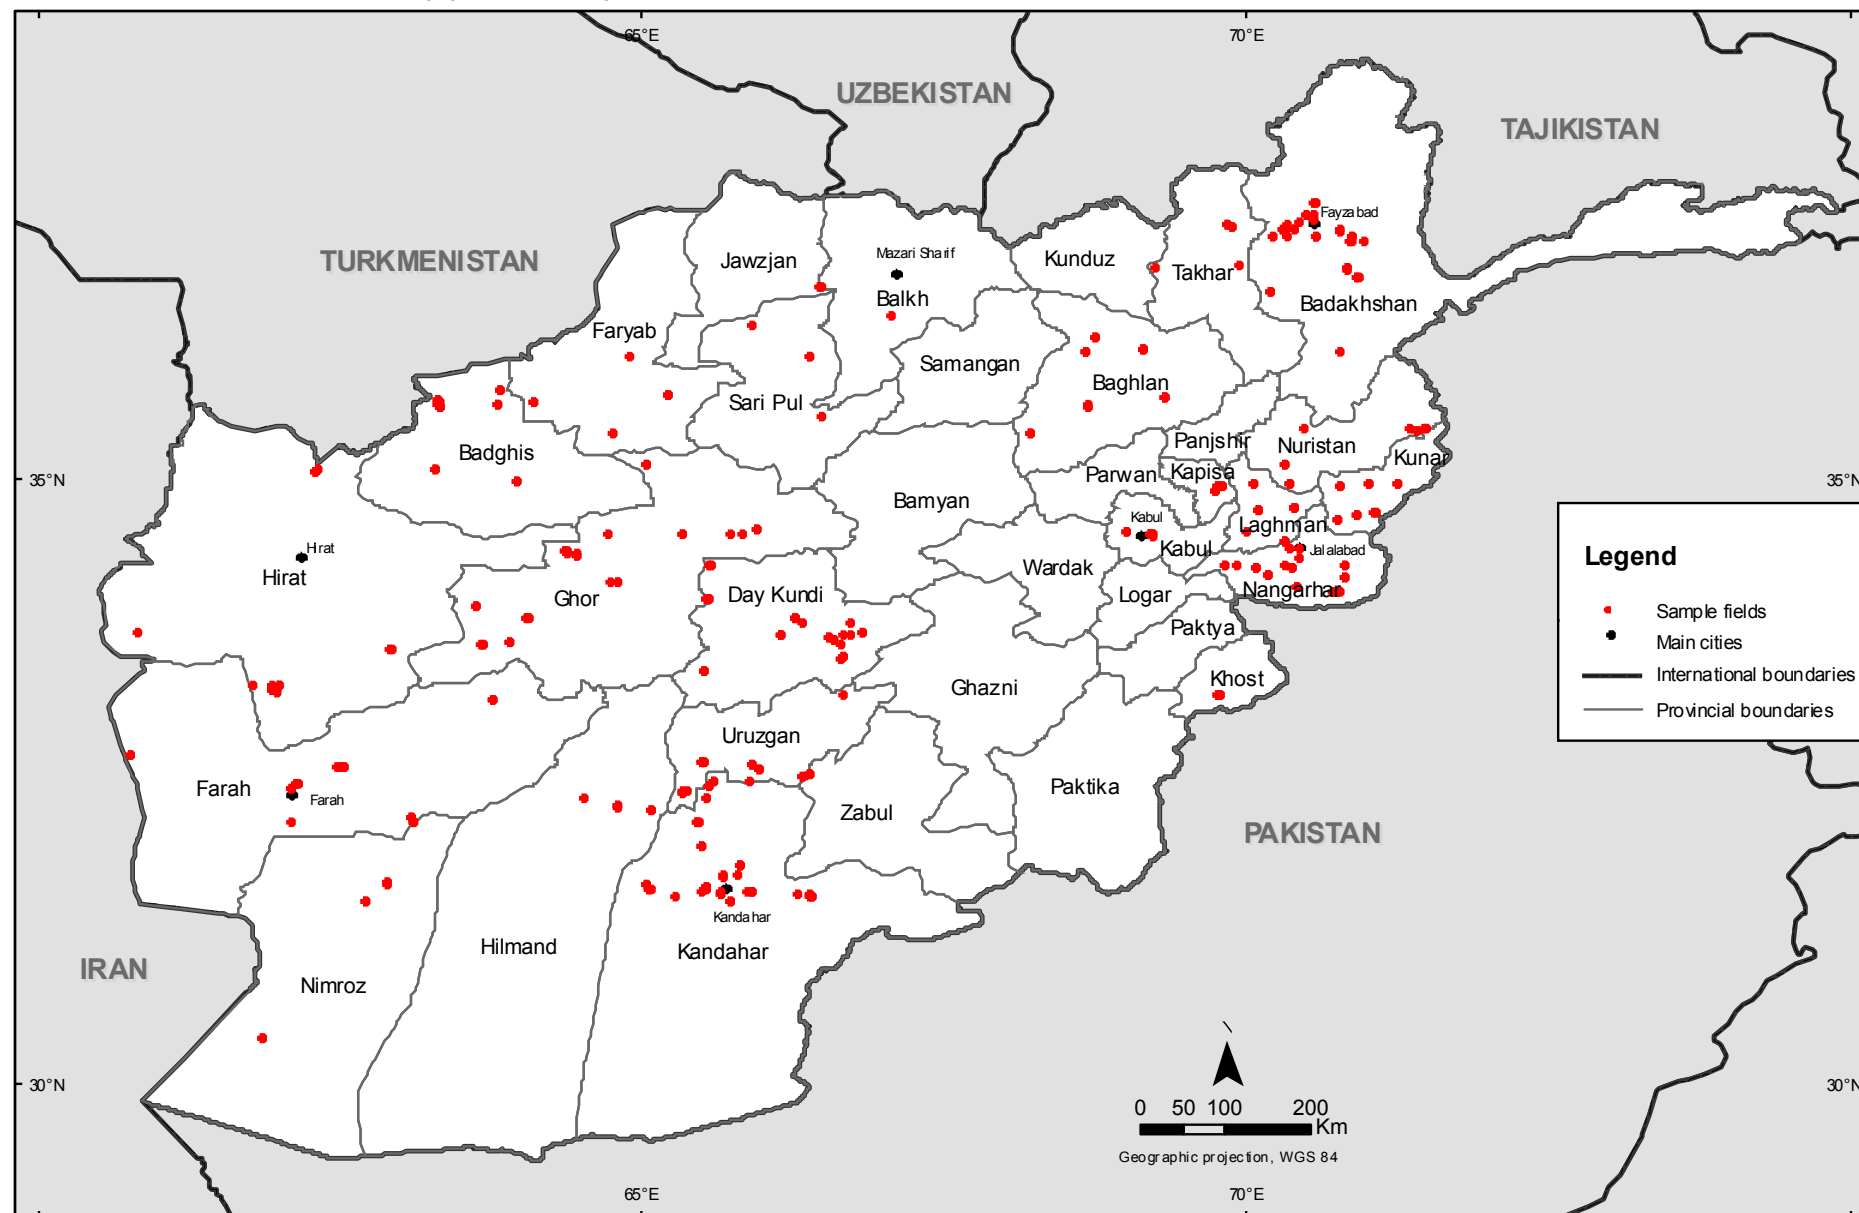 65°E
70°E
UZBEKISTAN
TAJIKISTAN
TURKMENISTAN
Fayzabad
Jawzjan
Mazari Sharif
Kunduz
Takhar
Balkh
Badakhshan
Faryab
Samangan
Baghlan
Sari Pul
Panjshir
Nuristan
Badghis
Kunar
Kapisa
Parwan
35°N
35°N
Bamyan
Kabul
Laghman
Hirat
Kabul
Jalalabad
Hirat
Wardak
Nangarhar
Ghor
Day Kundi
Logar
Paktya
Khost
Ghazni
Uruzgan
Farah
Farah
Paktika
Zabul
PAKISTAN
Kandahar
Hilmand
Kandahar
IRAN
Nimroz
30°N
30°N
Legend
Sample fields
Main cities
International boundaries
Provincial boundaries
0 50 100 200
Km
Geographic projection, WGS 84
65°E
70°E